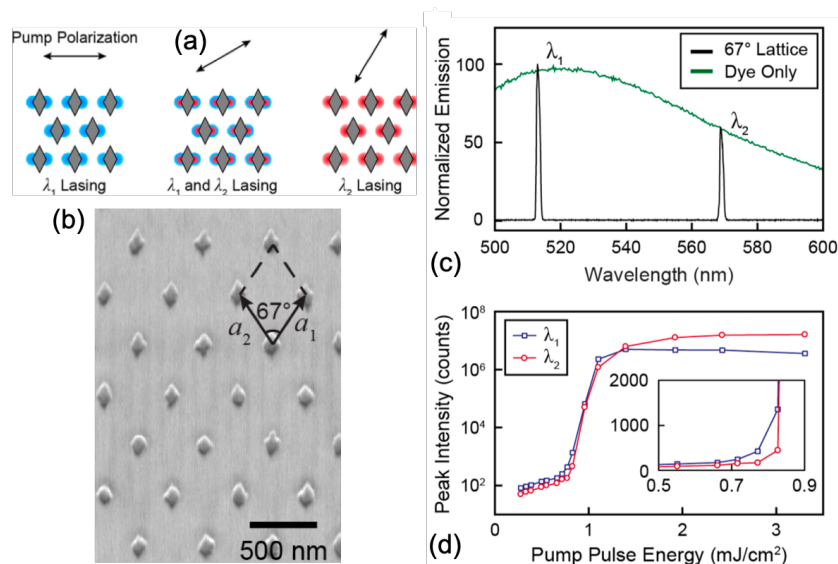 (a)
Pump Polarization
λ1 Lasing
λ1 and λ2 Lasing
λ2 Lasing
(b)
67°
a2
a1
500 nm
Normalized Emission
100
50
0
λ1
λ2
67° Lattice
Dye Only
500 520 540 560 580 600
(c)
Wavelength (nm)
Peak Intensity (counts)
10^8
10^6
10^4
10^2
λ1
λ2
2000
1000
0
0.5 0.7 0.9
0 1 2 3
(d)
Pump Pulse Energy (mJ/cm²)